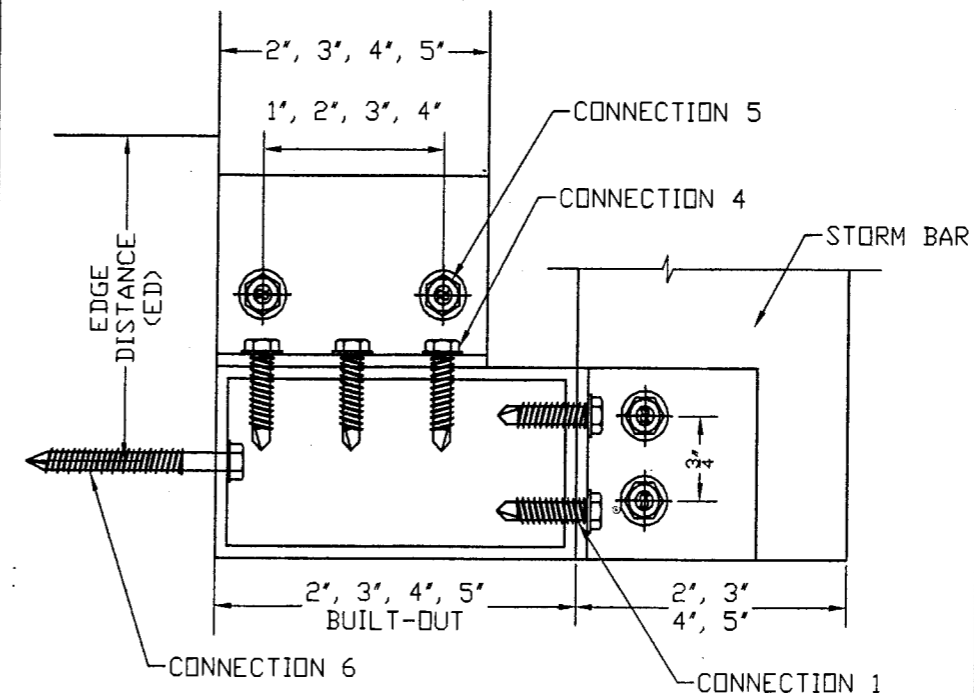 2", 3", 4", 5"
1", 2", 3", 4"
CONNECTION 5
CONNECTION 4
STORM BAR
EDGE
DISTANCE
(ED)
3/4"
2", 3", 4", 5"
BUILT-OUT
2", 3"
4", 5"
CONNECTION 6
CONNECTION 1